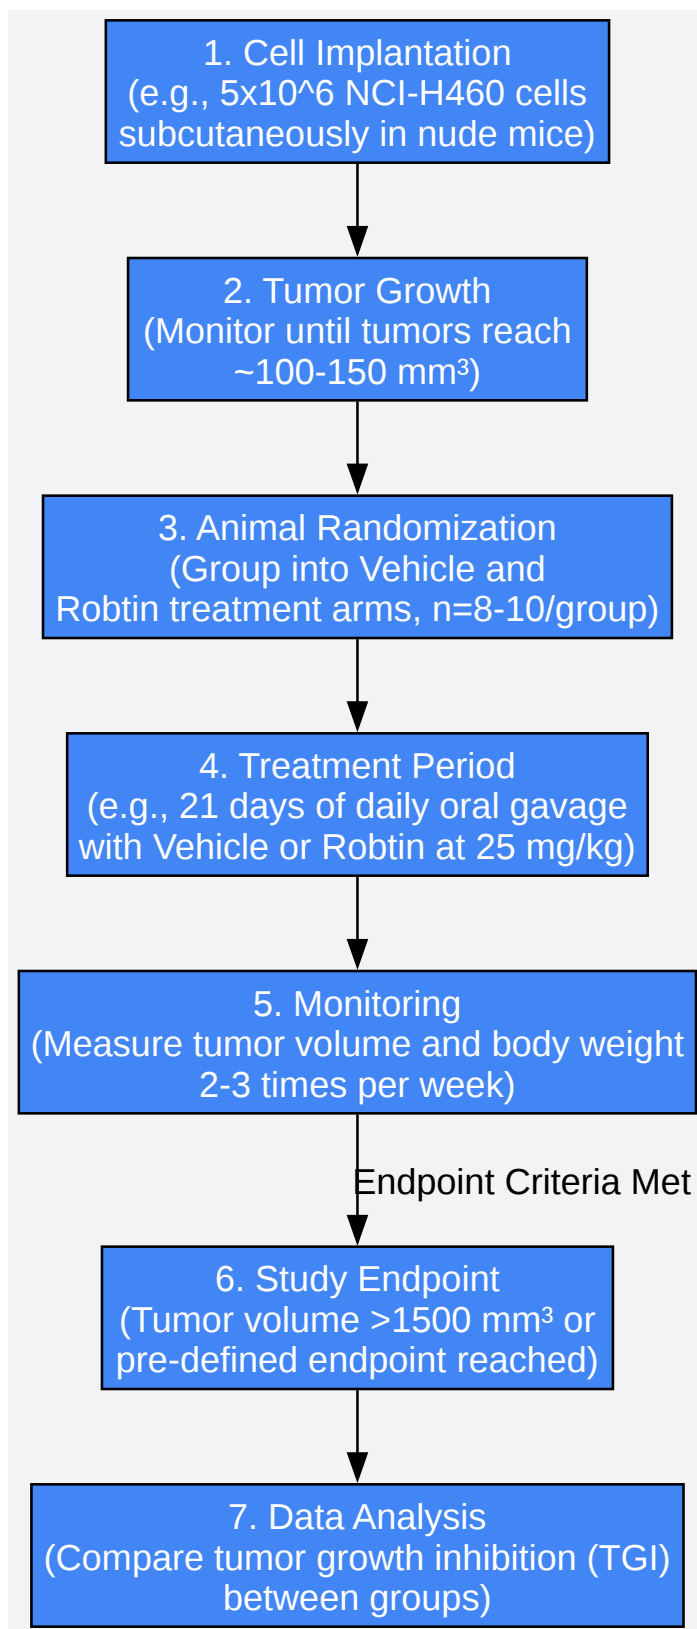 1. Cell Implantation
(e.g., 5x10^6 NCI-H460 cells
subcutaneously in nude mice)
2. Tumor Growth
(Monitor until tumors reach
~100-150 mm³)
3. Animal Randomization
(Group into Vehicle and
Robtin treatment arms, n=8-10/group)
4. Treatment Period
(e.g., 21 days of daily oral gavage
with Vehicle or Robtin at 25 mg/kg)
5. Monitoring
(Measure tumor volume and body weight
2-3 times per week)
Endpoint Criteria Met
6. Study Endpoint
(Tumor volume >1500 mm³ or
pre-defined endpoint reached)
7. Data Analysis
(Compare tumor growth inhibition (TGI)
between groups)